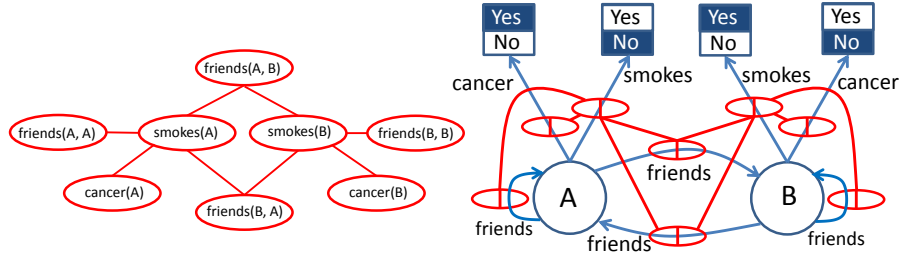 friends(A, B)
friends(A, A)
smokes(A)
smokes(B)
friends(B, B)
cancer(A)
friends(B, A)
cancer(B)
Yes
No
Yes
No
Yes
No
Yes
No
cancer
smokes
smokes
cancer
friends
A
B
friends
friends
friends